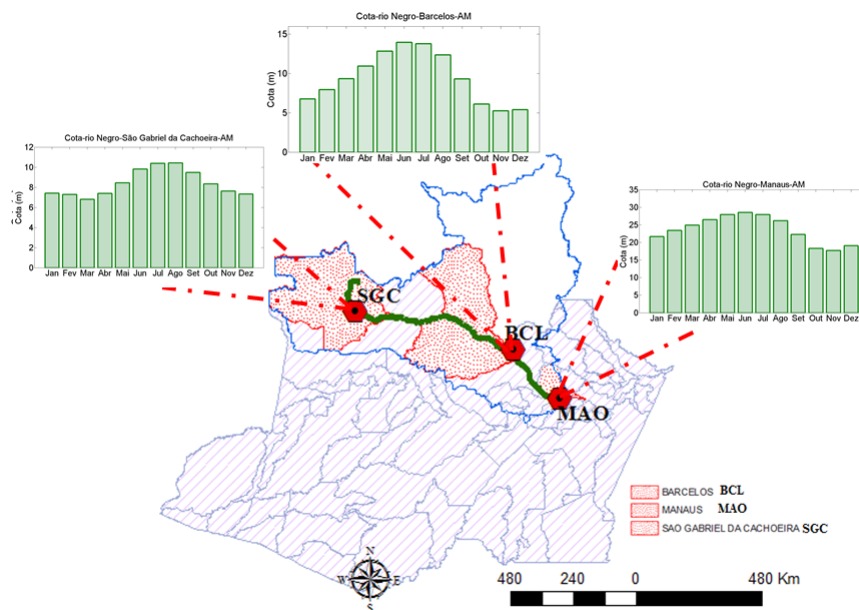 Cota-rio Negro-Barcelos-AM
15
10
5
0
Cota (m)
Jan Fev Mar Abr Mai Jun Jul Ago Set Out Nov Dez
Cota-rio Negro-São Gabriel da Cachoeira-AM
12
10
8
6
4
2
0
Jan Fev Mar Abr Mai Jun Jul Ago Set Out Nov Dez
Cota-rio Negro-Manaus-AM
35
30
25
20
15
10
5
0
Cota (m)
Jan Fev Mar Abr Mai Jun Jul Ago Set Out Nov Dez
SGC
BCL
MAO
BARCELOS BCL
MANAUS MAO
SAO GABRIEL DA CACHOEIRA SGC
N
W E
S
480 240 0 480 Km